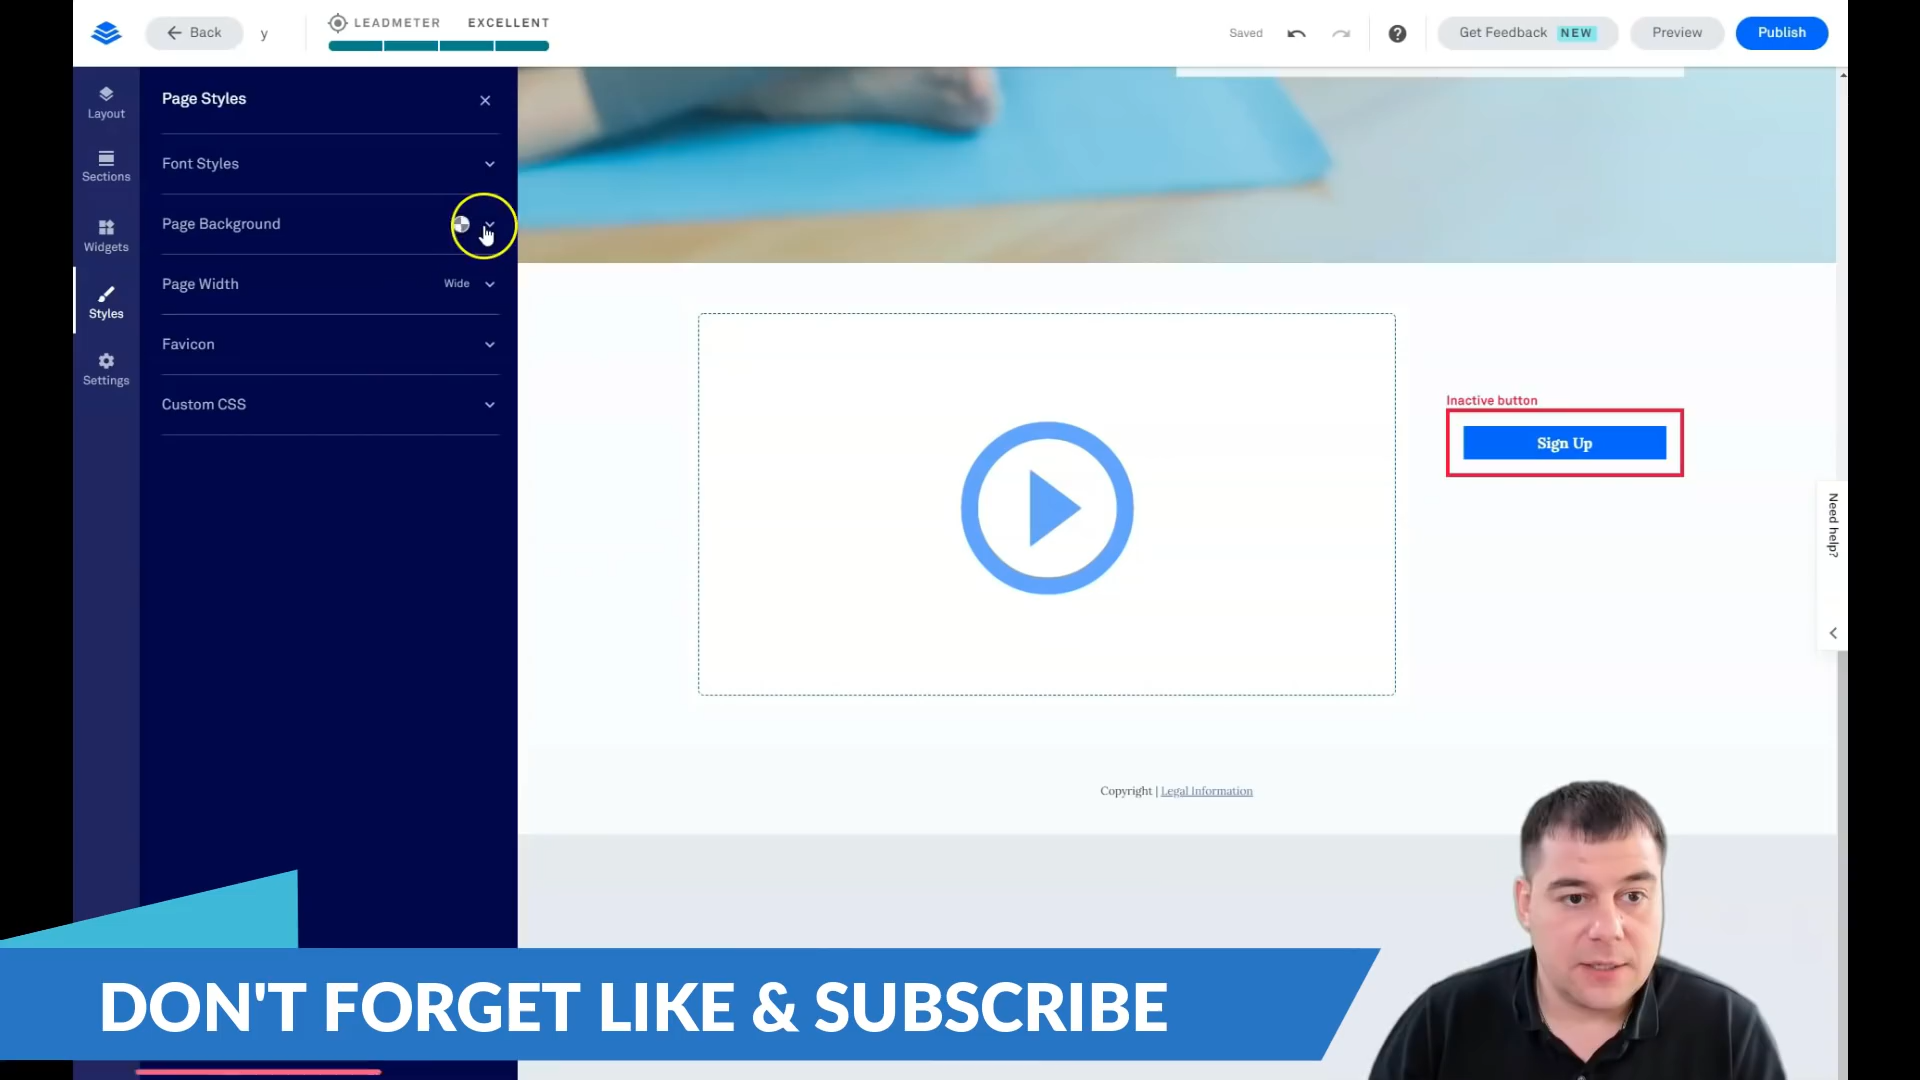 Back
y
LEADMETER EXCELLENT
Saved
?
Get Feedback NEW
Preview
Publish
Layout
Sections
Widgets
Styles
Settings
Page Styles
Font Styles
Page Background
Page Width Wide
Favicon
Custom CSS
Inactive button
Sign Up
Need help?
Copyright | Legal Information
DON'T FORGET LIKE & SUBSCRIBE